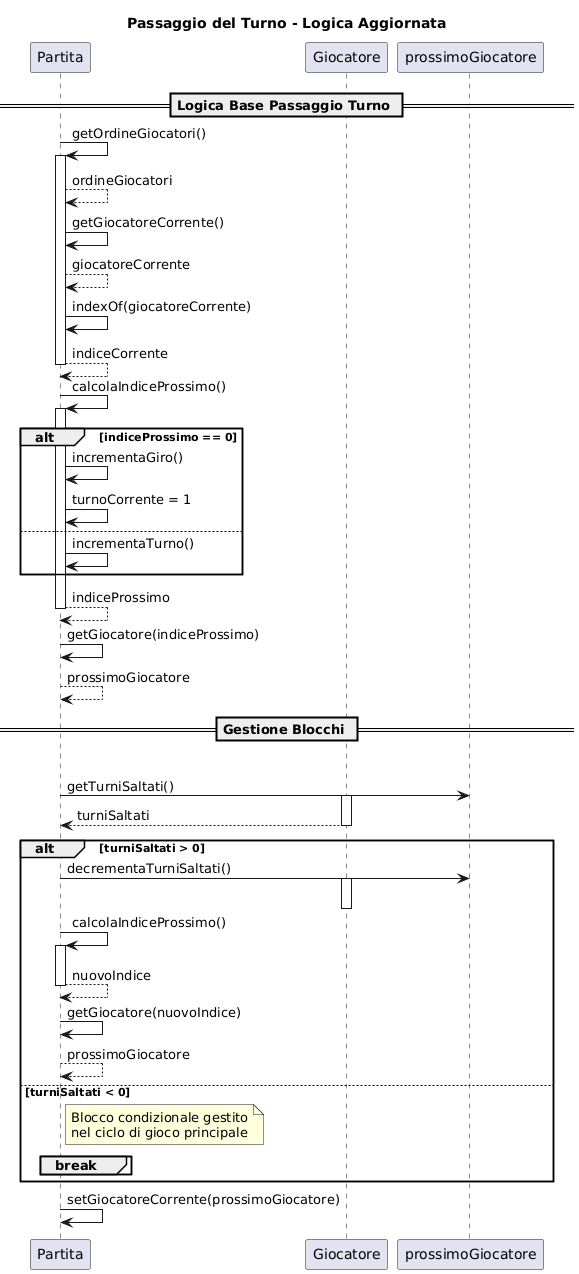 Passaggio del Turno - Logica Aggiornata
Partita
Giocatore
prossimoGiocatore
Logica Base Passaggio Turno
getOrdineGiocatori()
ordineGiocatori
getGiocatoreCorrente()
giocatoreCorrente
indexOf(giocatoreCorrente)
indiceCorrente
calcolaIndiceProssimo()
alt [indiceProssimo == 0]
incrementaGiro()
turnoCorrente = 1
incrementaTurno()
indiceProssimo
getGiocatore(indiceProssimo)
prossimoGiocatore
Gestione Blocchi
getTurniSaltati()
turniSaltati
alt [turniSaltati > 0]
decrementaTurniSaltati()
calcolaIndiceProssimo()
nuovoIndice
getGiocatore(nuovoIndice)
prossimoGiocatore
[turniSaltati < 0]
Blocco condizionale gestito
nel ciclo di gioco principale
break
setGiocatoreCorrente(prossimoGiocatore)
Partita
Giocatore
prossimoGiocatore